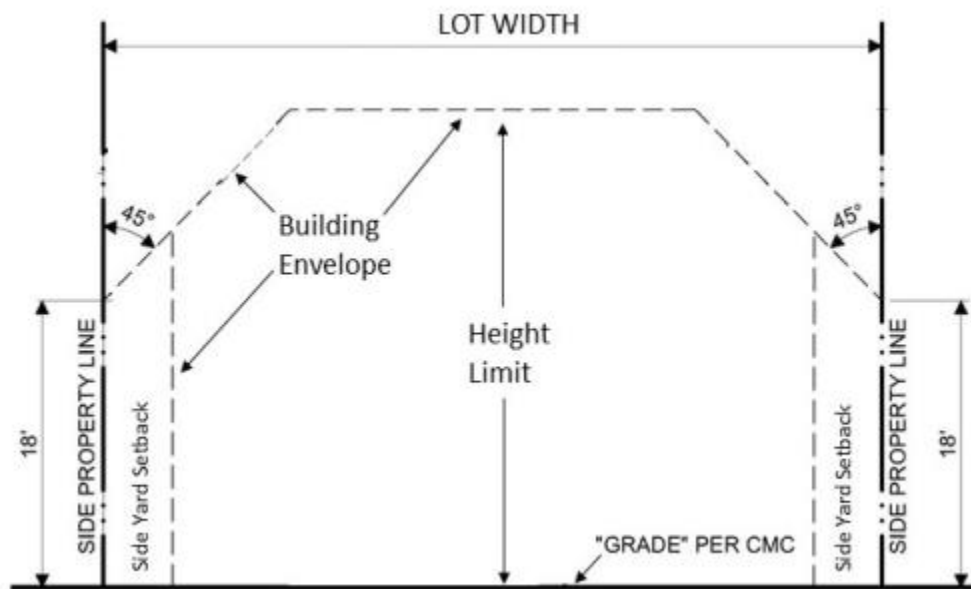 LOT WIDTH
45°
45°
Building
Envelope
Height
Limit
18'
SIDE PROPERTY LINE
Side Yard Setback
Side Yard Setback
SIDE PROPERTY LINE
18'
"GRADE" PER CMC